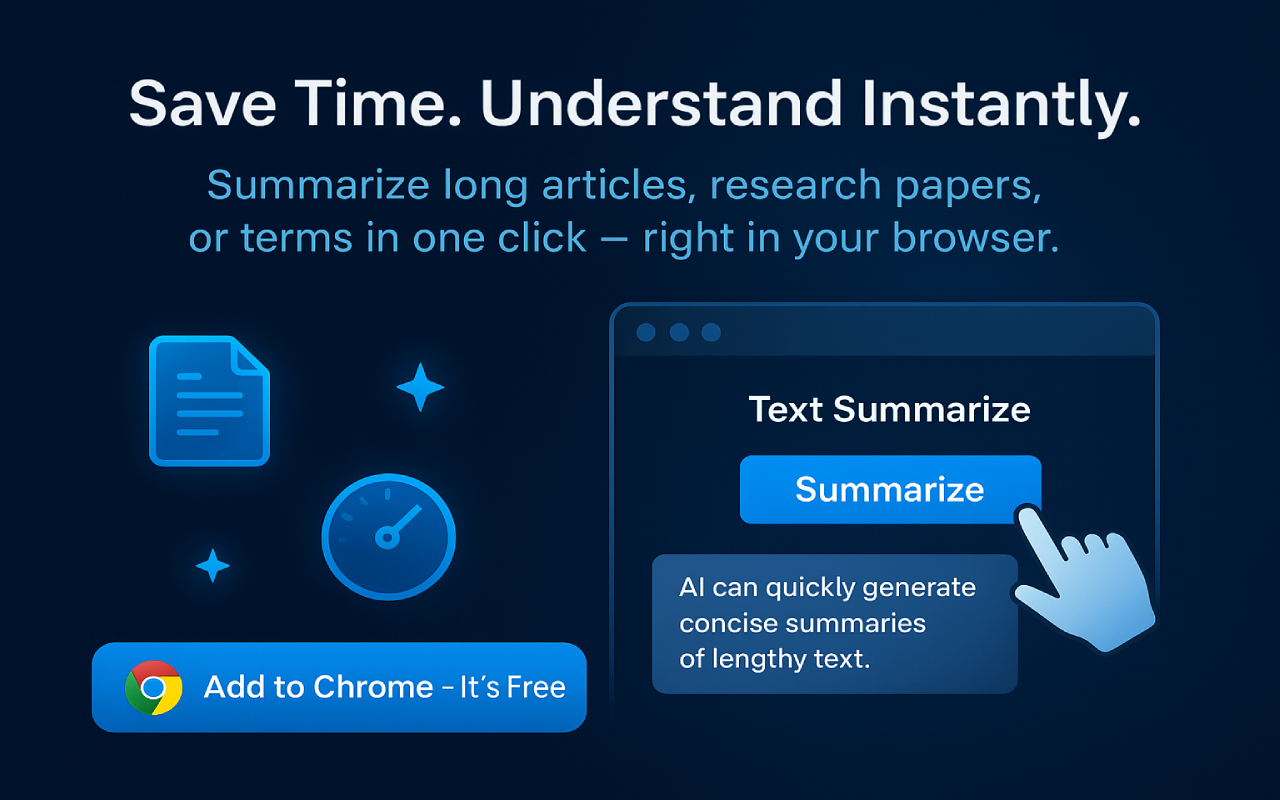 Save Time. Understand Instantly.
Summarize long articles, research papers,
or terms in one click — right in your browser.
Text Summarize
Summarize
AI can quickly generate
concise summaries
of lengthy text.
Add to Chrome - It's Free